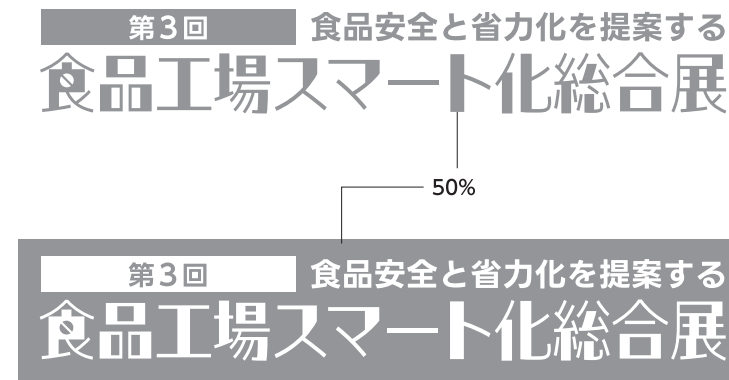 第3回 食品安全と省力化を提案する
食品工場スマート化総合展
50%
第3回 食品安全と省力化を提案する
食品工場スマート化総合展